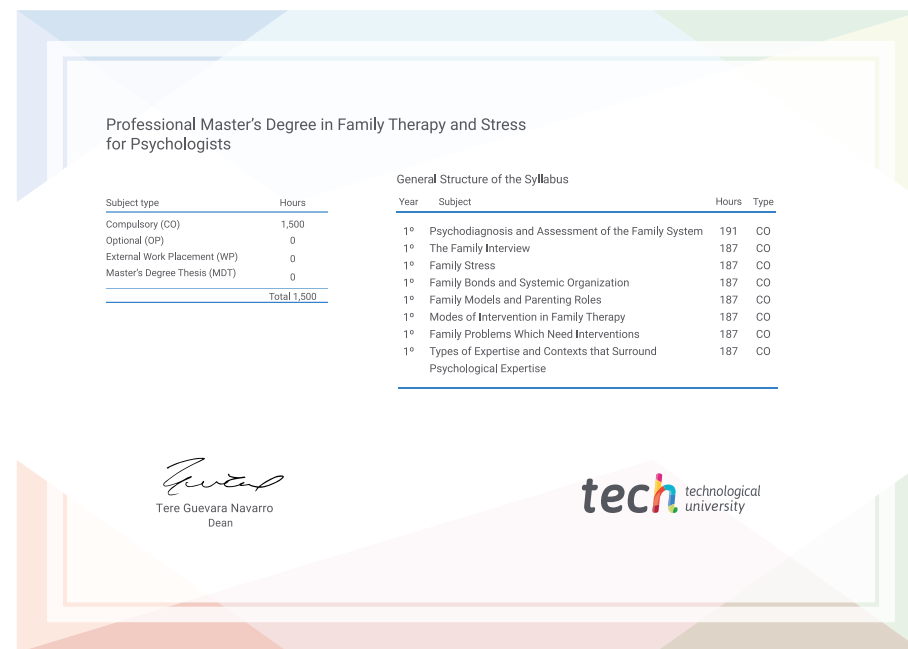 Professional Master's Degree in Family Therapy and Stress
for Psychologists
General Structure of the Syllabus
Subject type Hours
Compulsory (CO) 1,500
Optional (OP) 0
External Work Placement (WP) 0
Master's Degree Thesis (MDT) 0
Total 1,500
Year Subject Hours Type
1º Psychodiagnosis and Assessment of the Family System 191 CO
1º The Family Interview 187 CO
1º Family Stress 187 CO
1º Family Bonds and Systemic Organization 187 CO
1º Family Models and Parenting Roles 187 CO
1º Modes of Intervention in Family Therapy 187 CO
1º Family Problems Which Need Interventions 187 CO
1º Types of Expertise and Contexts that Surround 187 CO
Psychological Expertise
Tere Guevara Navarro
Dean
tech technological
university